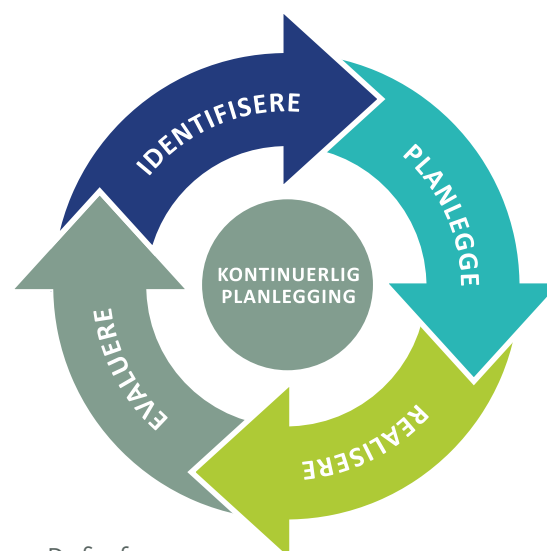 IDENTIFISERE
PLANLEGGE
KONTINUERLIG
PLANLEGGING
EVALUERE
REALISERE